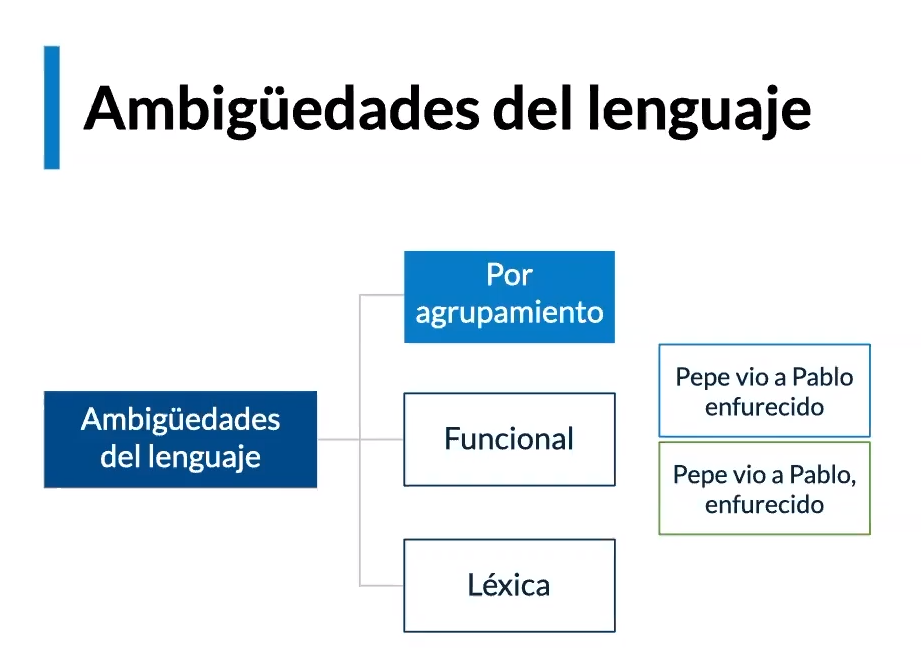 Ambigüedades del lenguaje
Por
agrupamiento
Pepe vio a Pablo
enfurecido
Ambigüedades
del lenguaje
Funcional
Pepe vio a Pablo,
enfurecido
Léxica